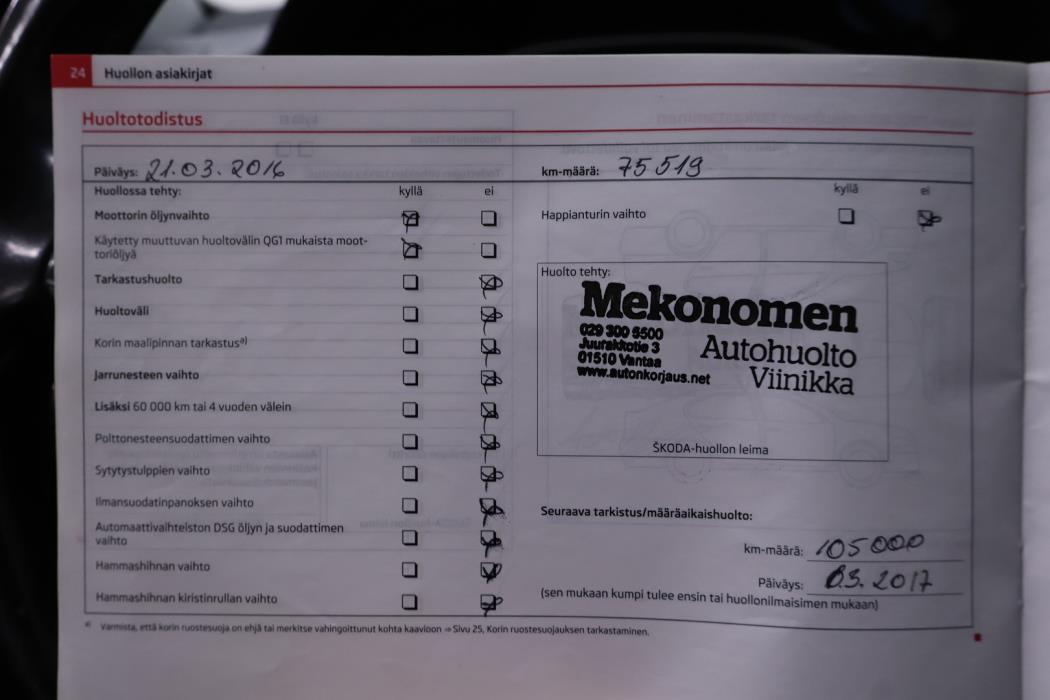 24 Huollon asiakirjat
Huoltotodistus
Päiväys: 21.03.2016 km-määrä: 75519
Huollossa tehty: kyllä ei kyllä ei
Moottorin öljynvaihto Happianturin vaihto
Käytetty muuttuvan huoltovälin QG1 mukaista moot-
toriöljyä
Tarkastushuolto
Huoltoväli
Korin maalipinnan tarkastus a)
Jarrunesteen vaihto
Lisäksi 60 000 km tai 4 vuoden välein
Polttonesteensuodattimen vaihto
Sytytystulppien vaihto
Ilmansuodatinpanoksen vaihto
Automaattivaihteiston DSG öljyn ja suodattimen
vaihto
Hammashihnan vaihto
Hammashihnan kiristinrullan vaihto
Huolto tehty:
Mekonomen
029 300 5500
Juurakkotie 3
01510 Vantaa
www.autonkorjaus.net
Autohuolto
Viinikka
ŠKODA-huollon leima
Seuraava tarkistus/määräaikaishuolto:
km-määrä: 105000
Päiväys: 03.2017
(sen mukaan kumpi tulee ensin tai huollonilmaisimen mukaan)
a) Varmista, että korin ruostesuoja on ehjä tai merkitse vahingoittunut kohta kaavioon ⇒ Sivu 25, Korin ruostesuojauksen tarkastaminen.